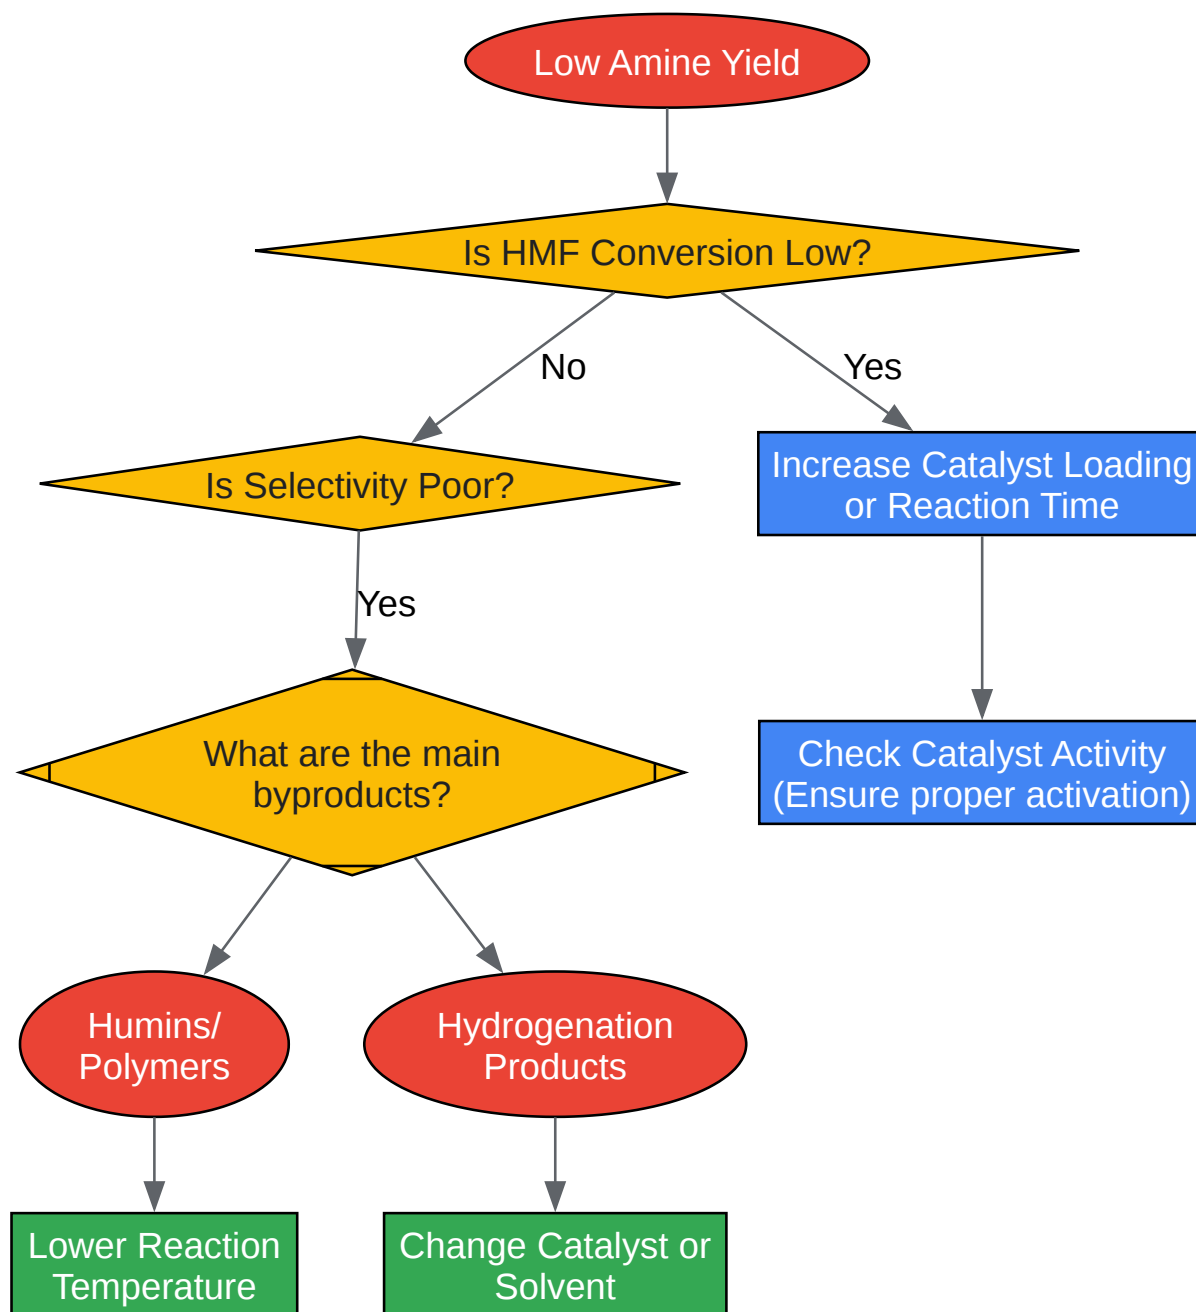 Low Amine Yield
Is HMF Conversion Low?
No
Yes
Is Selectivity Poor?
Increase Catalyst Loading
or Reaction Time
Yes
What are the main
byproducts?
Check Catalyst Activity
(Ensure proper activation)
Humins/
Polymers
Hydrogenation
Products
Lower Reaction
Temperature
Change Catalyst or
Solvent